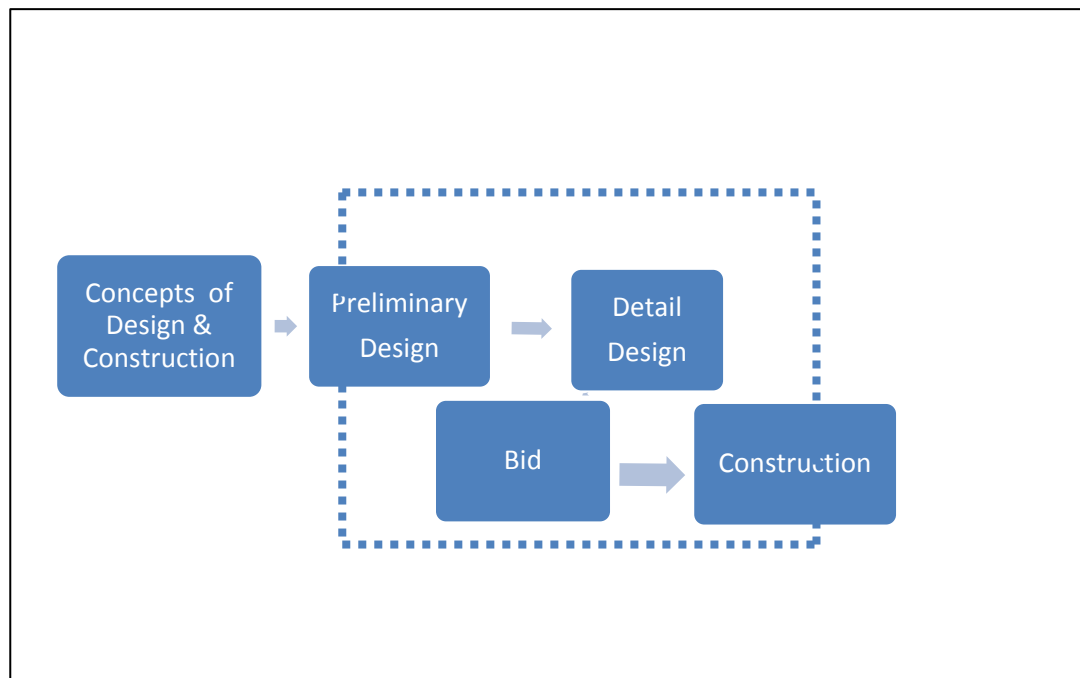 Concepts of
Design &
Construction
Preliminary
Design
Detail
Design
Bid
Construction